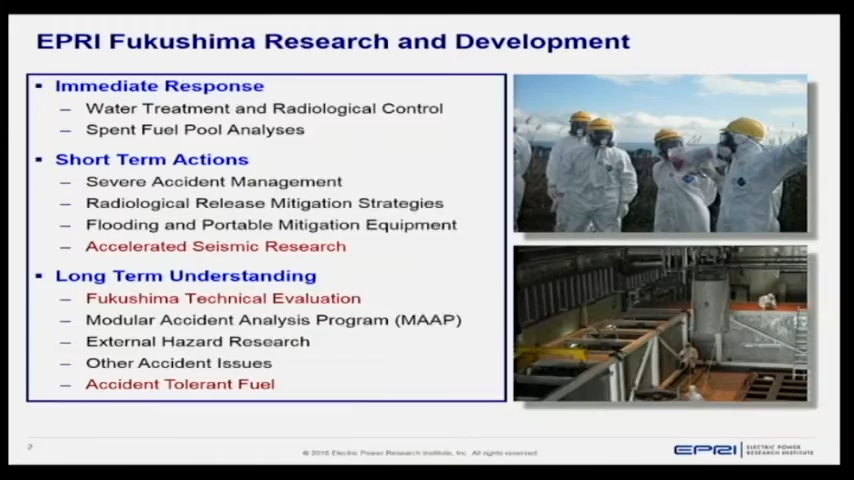 EPRI Fukushima Research and Development
▪ Immediate Response
– Water Treatment and Radiological Control
– Spent Fuel Pool Analyses
▪ Short Term Actions
– Severe Accident Management
– Radiological Release Mitigation Strategies
– Flooding and Portable Mitigation Equipment
– Accelerated Seismic Research
▪ Long Term Understanding
– Fukushima Technical Evaluation
– Modular Accident Analysis Program (MAAP)
– External Hazard Research
– Other Accident Issues
– Accident Tolerant Fuel
2
© 2016 Electric Power Research Institute, Inc. All rights reserved.
EPRI
ELECTRIC POWER
RESEARCH INSTITUTE